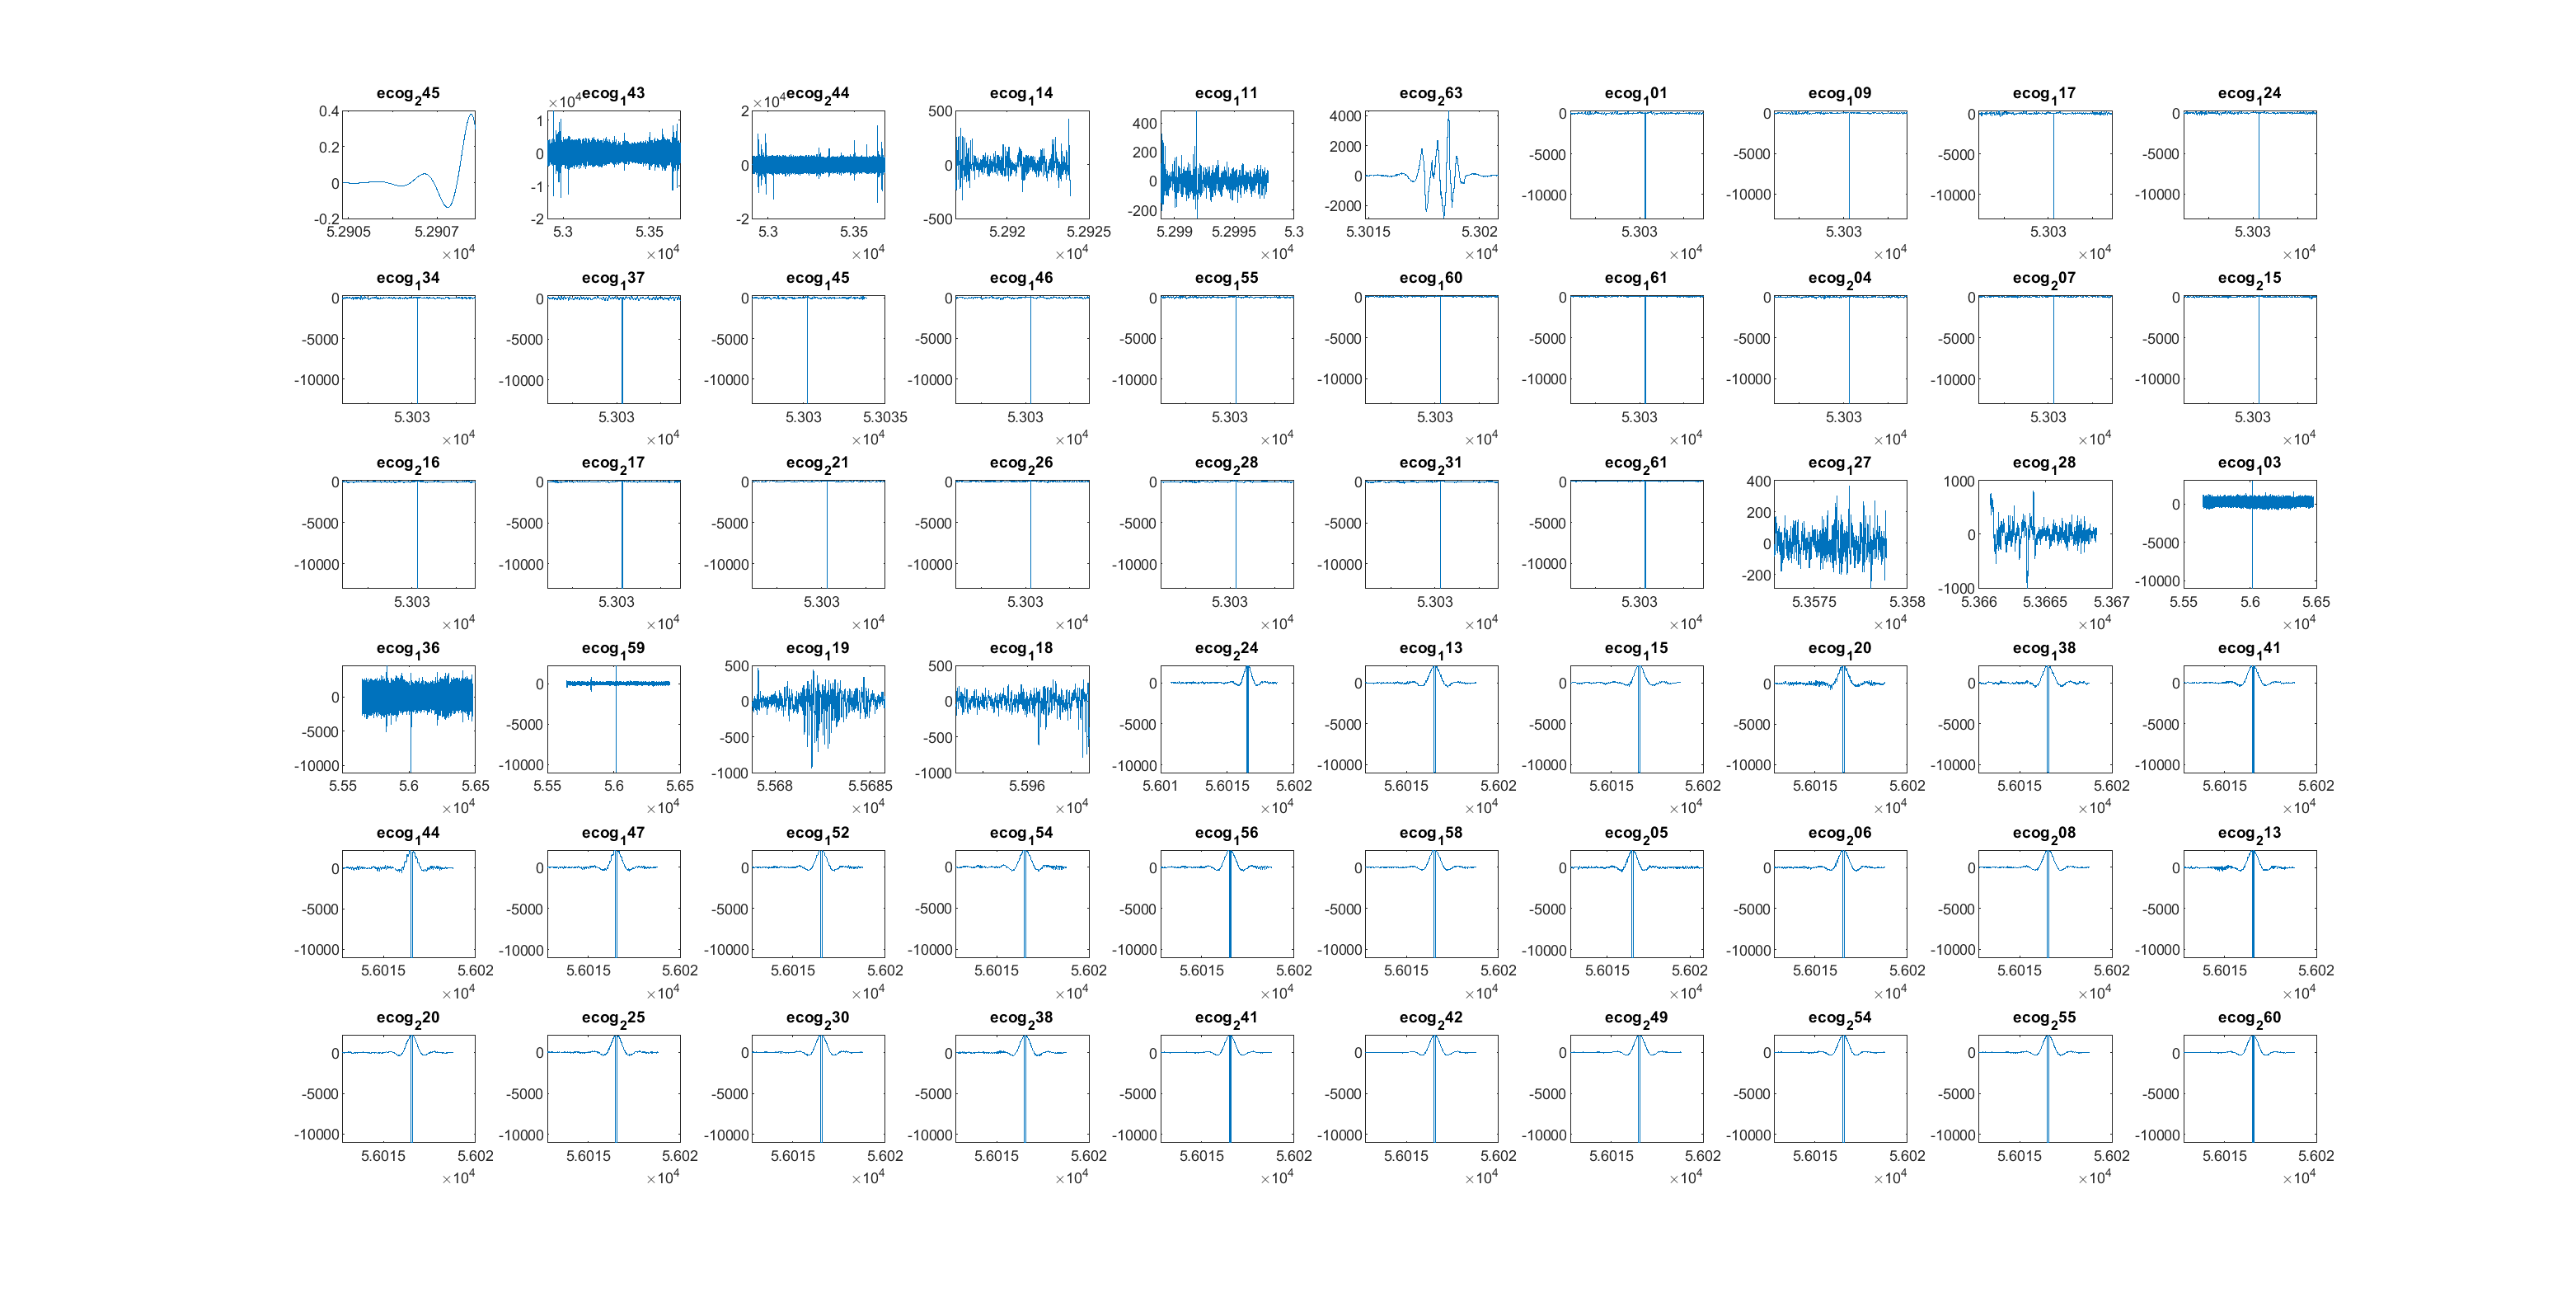 ecog₂45 ×10⁴ecog₁43 ×10⁴ecog₂44 ecog₁14 ecog₁11 ecog₂63 ecog₁01 ecog₁09 ecog₁17 ecog₁24
0.4 1 2 500 400 4000 0 0 0 0
0.2 0 0 0 200 2000 -5000 -5000 -5000 -5000
0 -1 -2 -500 0 0 -10000 -10000 -10000 -10000
-0.2 -2 -200 -2000
5.2905 5.2907 5.3 5.35 5.3 5.35 5.292 5.2925 5.299 5.2995 5.3 5.3015 5.302 5.303 5.303 5.303 5.303
×10⁴ ×10⁴ ×10⁴ ×10⁴ ×10⁴ ×10⁴ ×10⁴ ×10⁴ ×10⁴ ×10⁴
ecog₁34 ecog₁37 ecog₁45 ecog₁46 ecog₁55 ecog₁60 ecog₁61 ecog₂04 ecog₂07 ecog₂15
0 0 0 0 0 0 0 0 0 0
-5000 -5000 -5000 -5000 -5000 -5000 -5000 -5000 -5000 -5000
-10000 -10000 -10000 -10000 -10000 -10000 -10000 -10000 -10000 -10000
5.303 5.303 5.303 5.3035 5.303 5.303 5.303 5.303 5.303 5.303 5.303
×10⁴ ×10⁴ ×10⁴ ×10⁴ ×10⁴ ×10⁴ ×10⁴ ×10⁴ ×10⁴ ×10⁴
ecog₂16 ecog₂17 ecog₂21 ecog₂26 ecog₂28 ecog₂31 ecog₂61 ecog₁27 ecog₁28 ecog₁03
0 0 0 0 0 0 0 400 1000 0
-5000 -5000 -5000 -5000 -5000 -5000 -5000 200 0 -5000
-10000 -10000 -10000 -10000 -10000 -10000 -10000 0 -1000 -10000
-200
5.303 5.303 5.303 5.303 5.303 5.303 5.303 5.3575 5.358 5.366 5.3665 5.367 5.55 5.6 5.65
×10⁴ ×10⁴ ×10⁴ ×10⁴ ×10⁴ ×10⁴ ×10⁴ ×10⁴ ×10⁴ ×10⁴
ecog₁36 ecog₁59 ecog₁19 ecog₁18 ecog₂24 ecog₁13 ecog₁15 ecog₁20 ecog₁38 ecog₁41
0 0 500 500 0 0 0 0 0 0
-5000 -5000 0 0 -5000 -5000 -5000 -5000 -5000 -5000
-10000 -10000 -500 -500 -10000 -10000 -10000 -10000 -10000 -10000
-1000 -1000
5.55 5.6 5.65 5.55 5.6 5.65 5.568 5.5685 5.596 5.601 5.6015 5.602 5.6015 5.602 5.6015 5.602 5.6015 5.602 5.6015 5.602 5.6015 5.602
×10⁴ ×10⁴ ×10⁴ ×10⁴ ×10⁴ ×10⁴ ×10⁴ ×10⁴ ×10⁴ ×10⁴
ecog₁44 ecog₁47 ecog₁52 ecog₁54 ecog₁56 ecog₁58 ecog₂05 ecog₂06 ecog₂08 ecog₂13
0 0 0 0 0 0 0 0 0 0
-5000 -5000 -5000 -5000 -5000 -5000 -5000 -5000 -5000 -5000
-10000 -10000 -10000 -10000 -10000 -10000 -10000 -10000 -10000 -10000
5.6015 5.602 5.6015 5.602 5.6015 5.602 5.6015 5.602 5.6015 5.602 5.6015 5.602 5.6015 5.602 5.6015 5.602 5.6015 5.602 5.6015 5.602
×10⁴ ×10⁴ ×10⁴ ×10⁴ ×10⁴ ×10⁴ ×10⁴ ×10⁴ ×10⁴ ×10⁴
ecog₂20 ecog₂25 ecog₂30 ecog₂38 ecog₂41 ecog₂42 ecog₂49 ecog₂54 ecog₂55 ecog₂60
0 0 0 0 0 0 0 0 0 0
-5000 -5000 -5000 -5000 -5000 -5000 -5000 -5000 -5000 -5000
-10000 -10000 -10000 -10000 -10000 -10000 -10000 -10000 -10000 -10000
5.6015 5.602 5.6015 5.602 5.6015 5.602 5.6015 5.602 5.6015 5.602 5.6015 5.602 5.6015 5.602 5.6015 5.602 5.6015 5.602 5.6015 5.602
×10⁴ ×10⁴ ×10⁴ ×10⁴ ×10⁴ ×10⁴ ×10⁴ ×10⁴ ×10⁴ ×10⁴